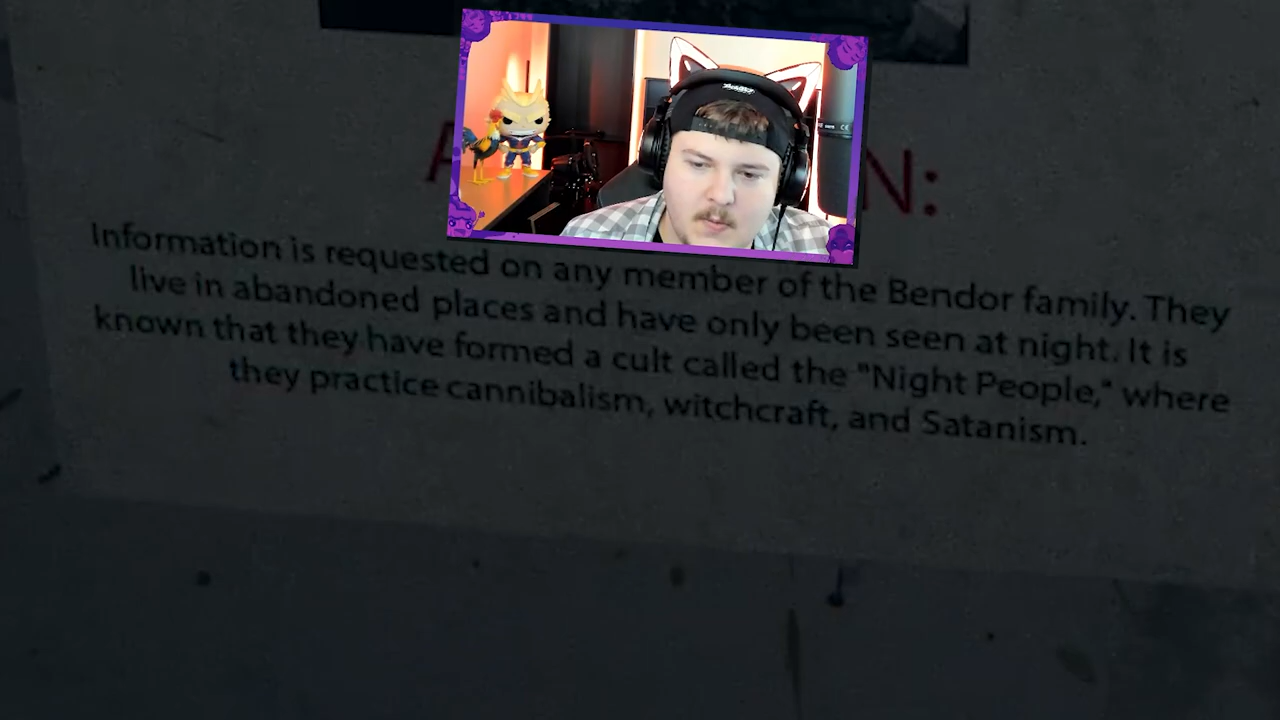 N:
Information is requested on any member of the Bendor family. They
live in abandoned places and have only been seen at night. It is
known that they have formed a cult called the "Night People," where
they practice cannibalism, witchcraft, and Satanism.